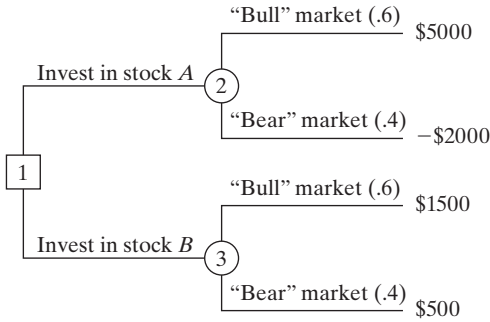 “Bull” market (.6)
$5000
Invest in stock A
2
“Bear” market (.4)
−$2000
1
“Bull” market (.6)
$1500
Invest in stock B
3
“Bear” market (.4)
$500